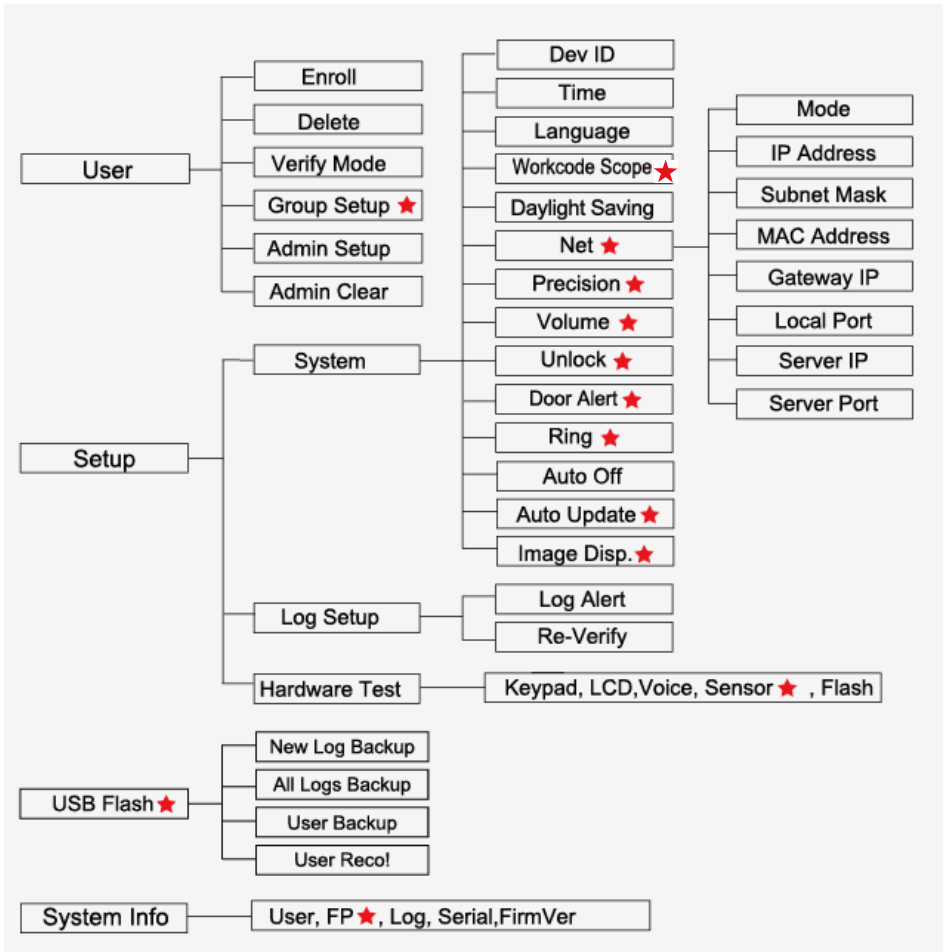 User
Enroll
Delete
Verify Mode
Group Setup
Admin Setup
Admin Clear
Setup
System
Dev ID
Time
Language
Workcode Scope
Daylight Saving
Net
Mode
IP Address
Subnet Mask
MAC Address
Gateway IP
Local Port
Server IP
Server Port
Precision
Volume
Unlock
Door Alert
Ring
Auto Off
Auto Update
Image Disp.
Log Setup
Log Alert
Re-Verify
Hardware Test
Keypad, LCD,Voice, Sensor , Flash
USB Flash
New Log Backup
All Logs Backup
User Backup
User Reco!
System Info
User, FP , Log, Serial,FirmVer